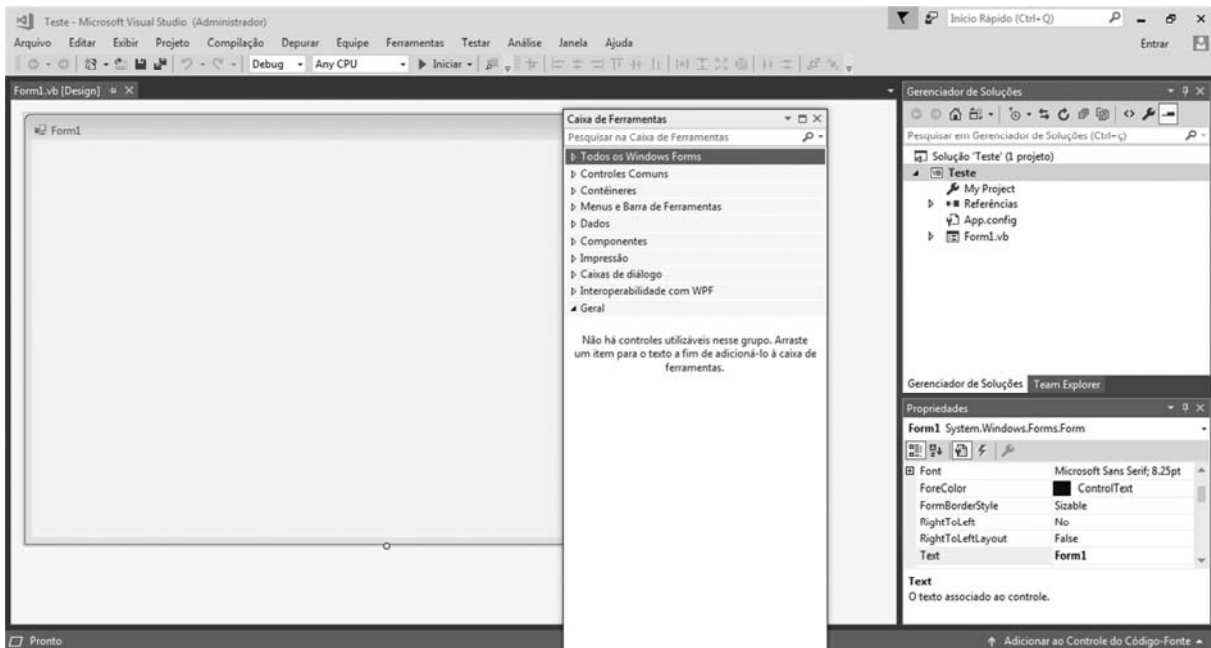 Teste - Microsoft Visual Studio (Administrador)
Início Rápido (Ctrl+Q)
Arquivo Editar Exibir Projeto Compilação Depurar Equipe Ferramentas Testar Análise Janela Ajuda
Entrar
Debug Any CPU Iniciar
Form1.vb [Design]
Form1
Caixa de Ferramentas
Pesquisar na Caixa de Ferramentas
Todos os Windows Forms
Controles Comuns
Contêineres
Menus e Barra de Ferramentas
Dados
Componentes
Impressão
Caixas de diálogo
Interoperabilidade com WPF
Geral
Não há controles utilizáveis nesse grupo. Arraste
um item para o texto a fim de adicioná-lo à caixa de
ferramentas.
Gerenciador de Soluções
Pesquisar em Gerenciador de Soluções (Ctrl+ç)
Solução 'Teste' (1 projeto)
VB Teste
My Project
Referências
App.config
Form1.vb
Gerenciador de Soluções Team Explorer
Propriedades
Form1 System.Windows.Forms.Form
Font Microsoft Sans Serif; 8.25pt
ForeColor ControlText
FormBorderStyle Sizable
RightToLeft No
RightToLeftLayout False
Text Form1
Text
O texto associado ao controle.
Pronto
Adicionar ao Controle do Código-Fonte